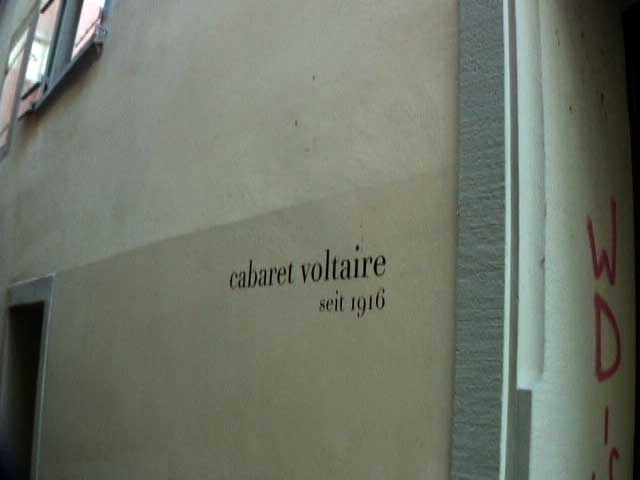 cabaret voltaire
seit 1916
W
D
I